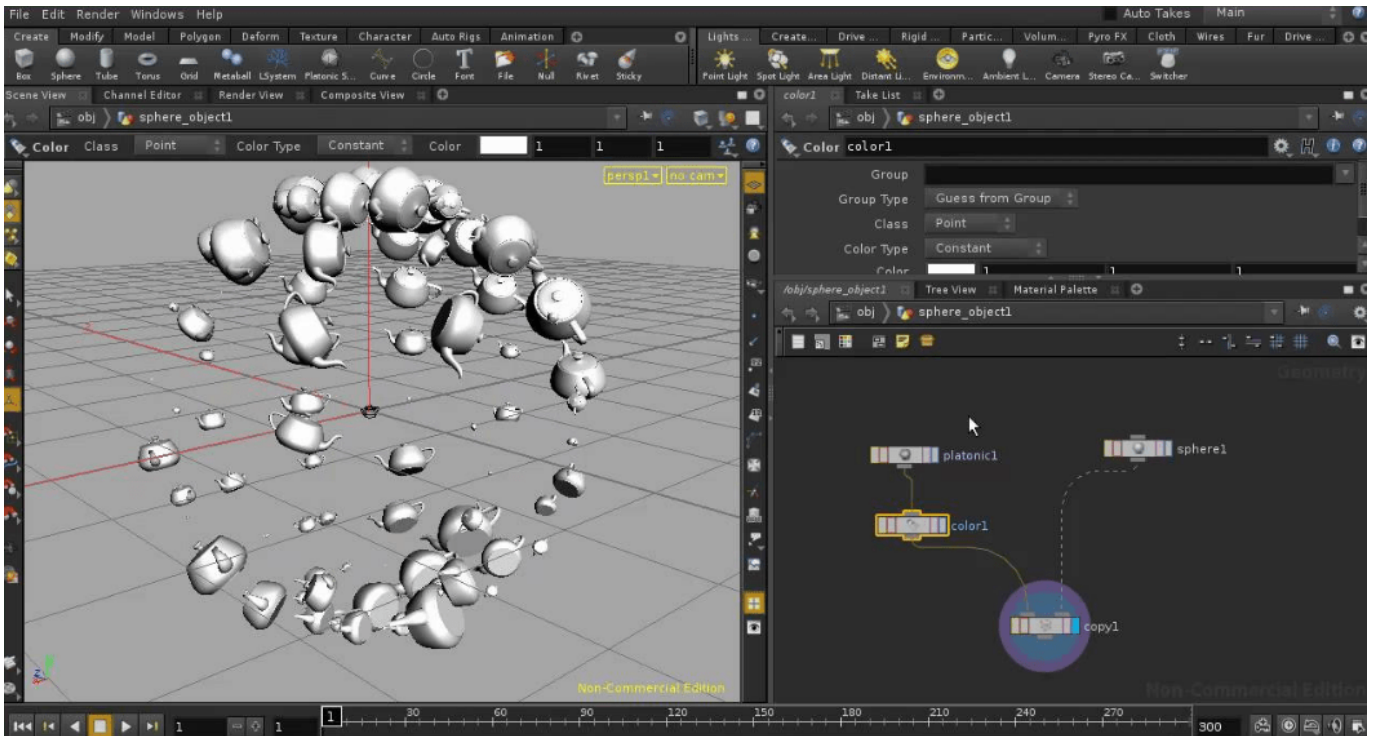 File Edit Render Windows Help
Auto Takes Main
Create Modify Model Polygon Deform Texture Character Auto Rigs Animation
Lights ... Create... Drive ... Rigid ... Partic... Volum... Pyro FX Cloth Wires Fur Drive ...
Box Sphere Tube Torus Grid Metaball LSystem Platonic S... Curve Circle Font File Null Rivet Sticky
Point Light Spot Light Area Light Distant Li... Environm... Ambient L... Camera Stereo Ca... Switcher
Scene View Channel Editor Render View Composite View
color1 Take List
obj sphere_object1
obj sphere_object1
Color Class Point Color Type Constant Color 1 1 1
Color color1
persp1 no cam
Group
Group Type Guess from Group
Class Point
Color Type Constant
Color 1 1 1
/obj/sphere_object1 Tree View Material Palette
obj sphere_object1
Geometry
platonic1
sphere1
color1
copy1
Non-Commercial Edition
Non-Commercial Edition
1 1 1 30 60 90 120 150 180 210 240 270 300